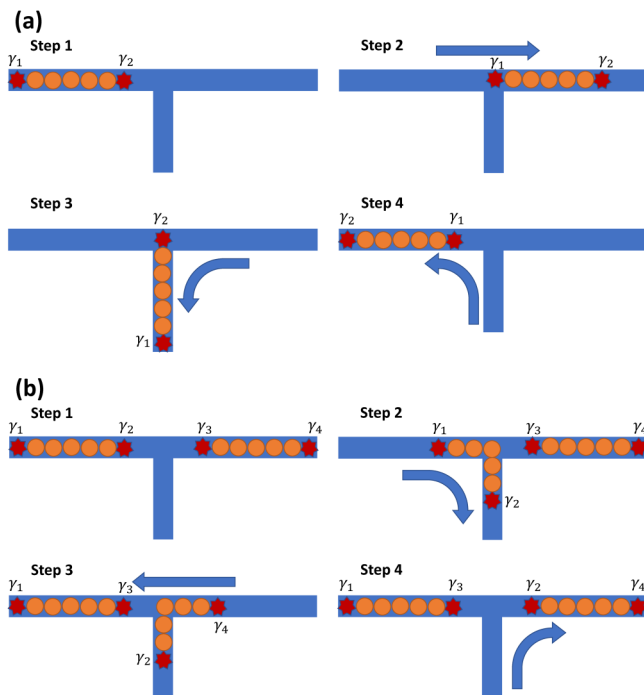 (a)
Step 1
γ₁ γ₂
Step 2
γ₁ γ₂
Step 3
γ₂
γ₁
Step 4
γ₂ γ₁
(b)
Step 1
γ₁ γ₂ γ₃ γ₄
Step 2
γ₁ γ₃ γ₄
γ₂
Step 3
γ₁ γ₃
γ₄
γ₂
Step 4
γ₁ γ₃ γ₂ γ₄